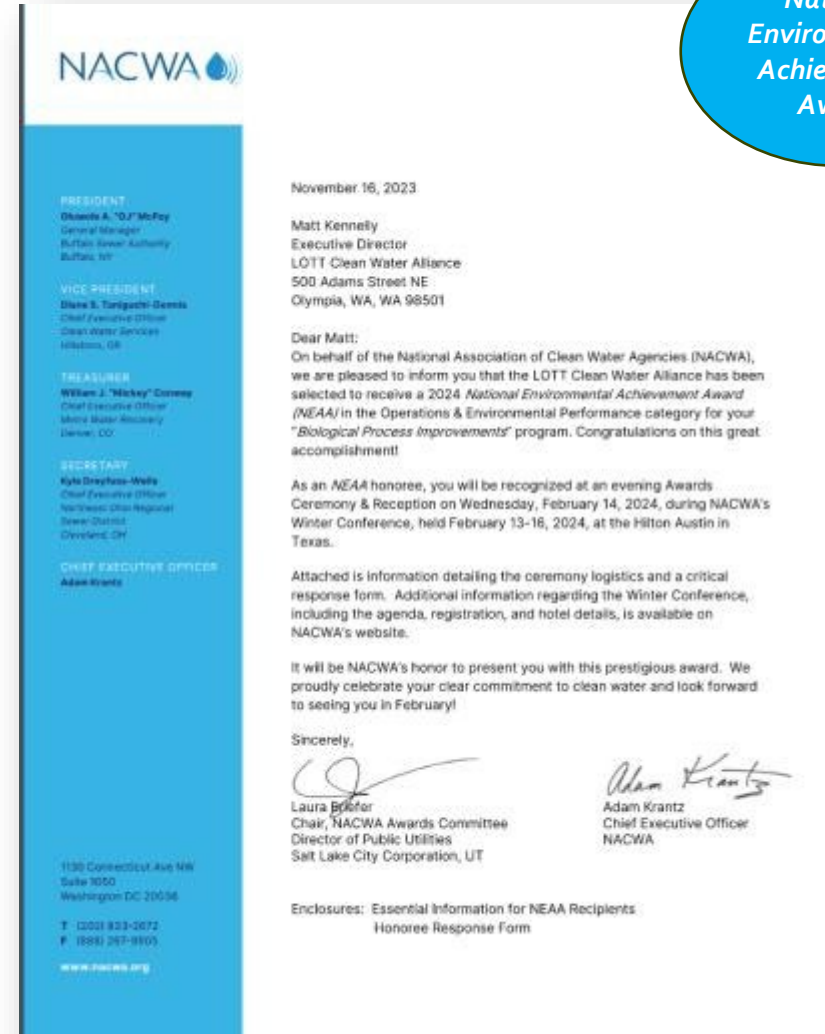 NACWA
PRESIDENT
Oluwole A. "OJ" McFoy
General Manager
Buffalo Sewer Authority
Buffalo, NY
VICE PRESIDENT
Diane S. Taniguchi-Dennis
Chief Executive Officer
Clean Water Services
Hillsboro, OR
TREASURER
William J. "Mickey" Conway
Chief Executive Officer
Metro Water Recovery
Denver, CO
SECRETARY
Kyle Dreyfuss-Wells
Chief Executive Officer
Northeast Ohio Regional
Sewer District
Cleveland, OH
CHIEF EXECUTIVE OFFICER
Adam Krantz
1130 Connecticut Ave NW
Suite 1050
Washington DC 20036
T (202) 833-2672
F (888) 267-9505
www.nacwa.org
November 16, 2023
Matt Kennelly
Executive Director
LOTT Clean Water Alliance
500 Adams Street NE
Olympia, WA, WA 98501
Dear Matt:
On behalf of the National Association of Clean Water Agencies (NACWA),
we are pleased to inform you that the LOTT Clean Water Alliance has been
selected to receive a 2024 National Environmental Achievement Award
(NEAA) in the Operations & Environmental Performance category for your
"Biological Process Improvements" program. Congratulations on this great
accomplishment!
As an NEAA honoree, you will be recognized at an evening Awards
Ceremony & Reception on Wednesday, February 14, 2024, during NACWA's
Winter Conference, held February 13-16, 2024, at the Hilton Austin in
Texas.
Attached is information detailing the ceremony logistics and a critical
response form. Additional information regarding the Winter Conference,
including the agenda, registration, and hotel details, is available on
NACWA's website.
It will be NACWA's honor to present you with this prestigious award. We
proudly celebrate your clear commitment to clean water and look forward
to seeing you in February!
Sincerely,
Adam Krantz
Laura Briefer
Chair, NACWA Awards Committee
Director of Public Utilities
Salt Lake City Corporation, UT
Adam Krantz
Chief Executive Officer
NACWA
Enclosures: Essential Information for NEAA Recipients
Honoree Response Form